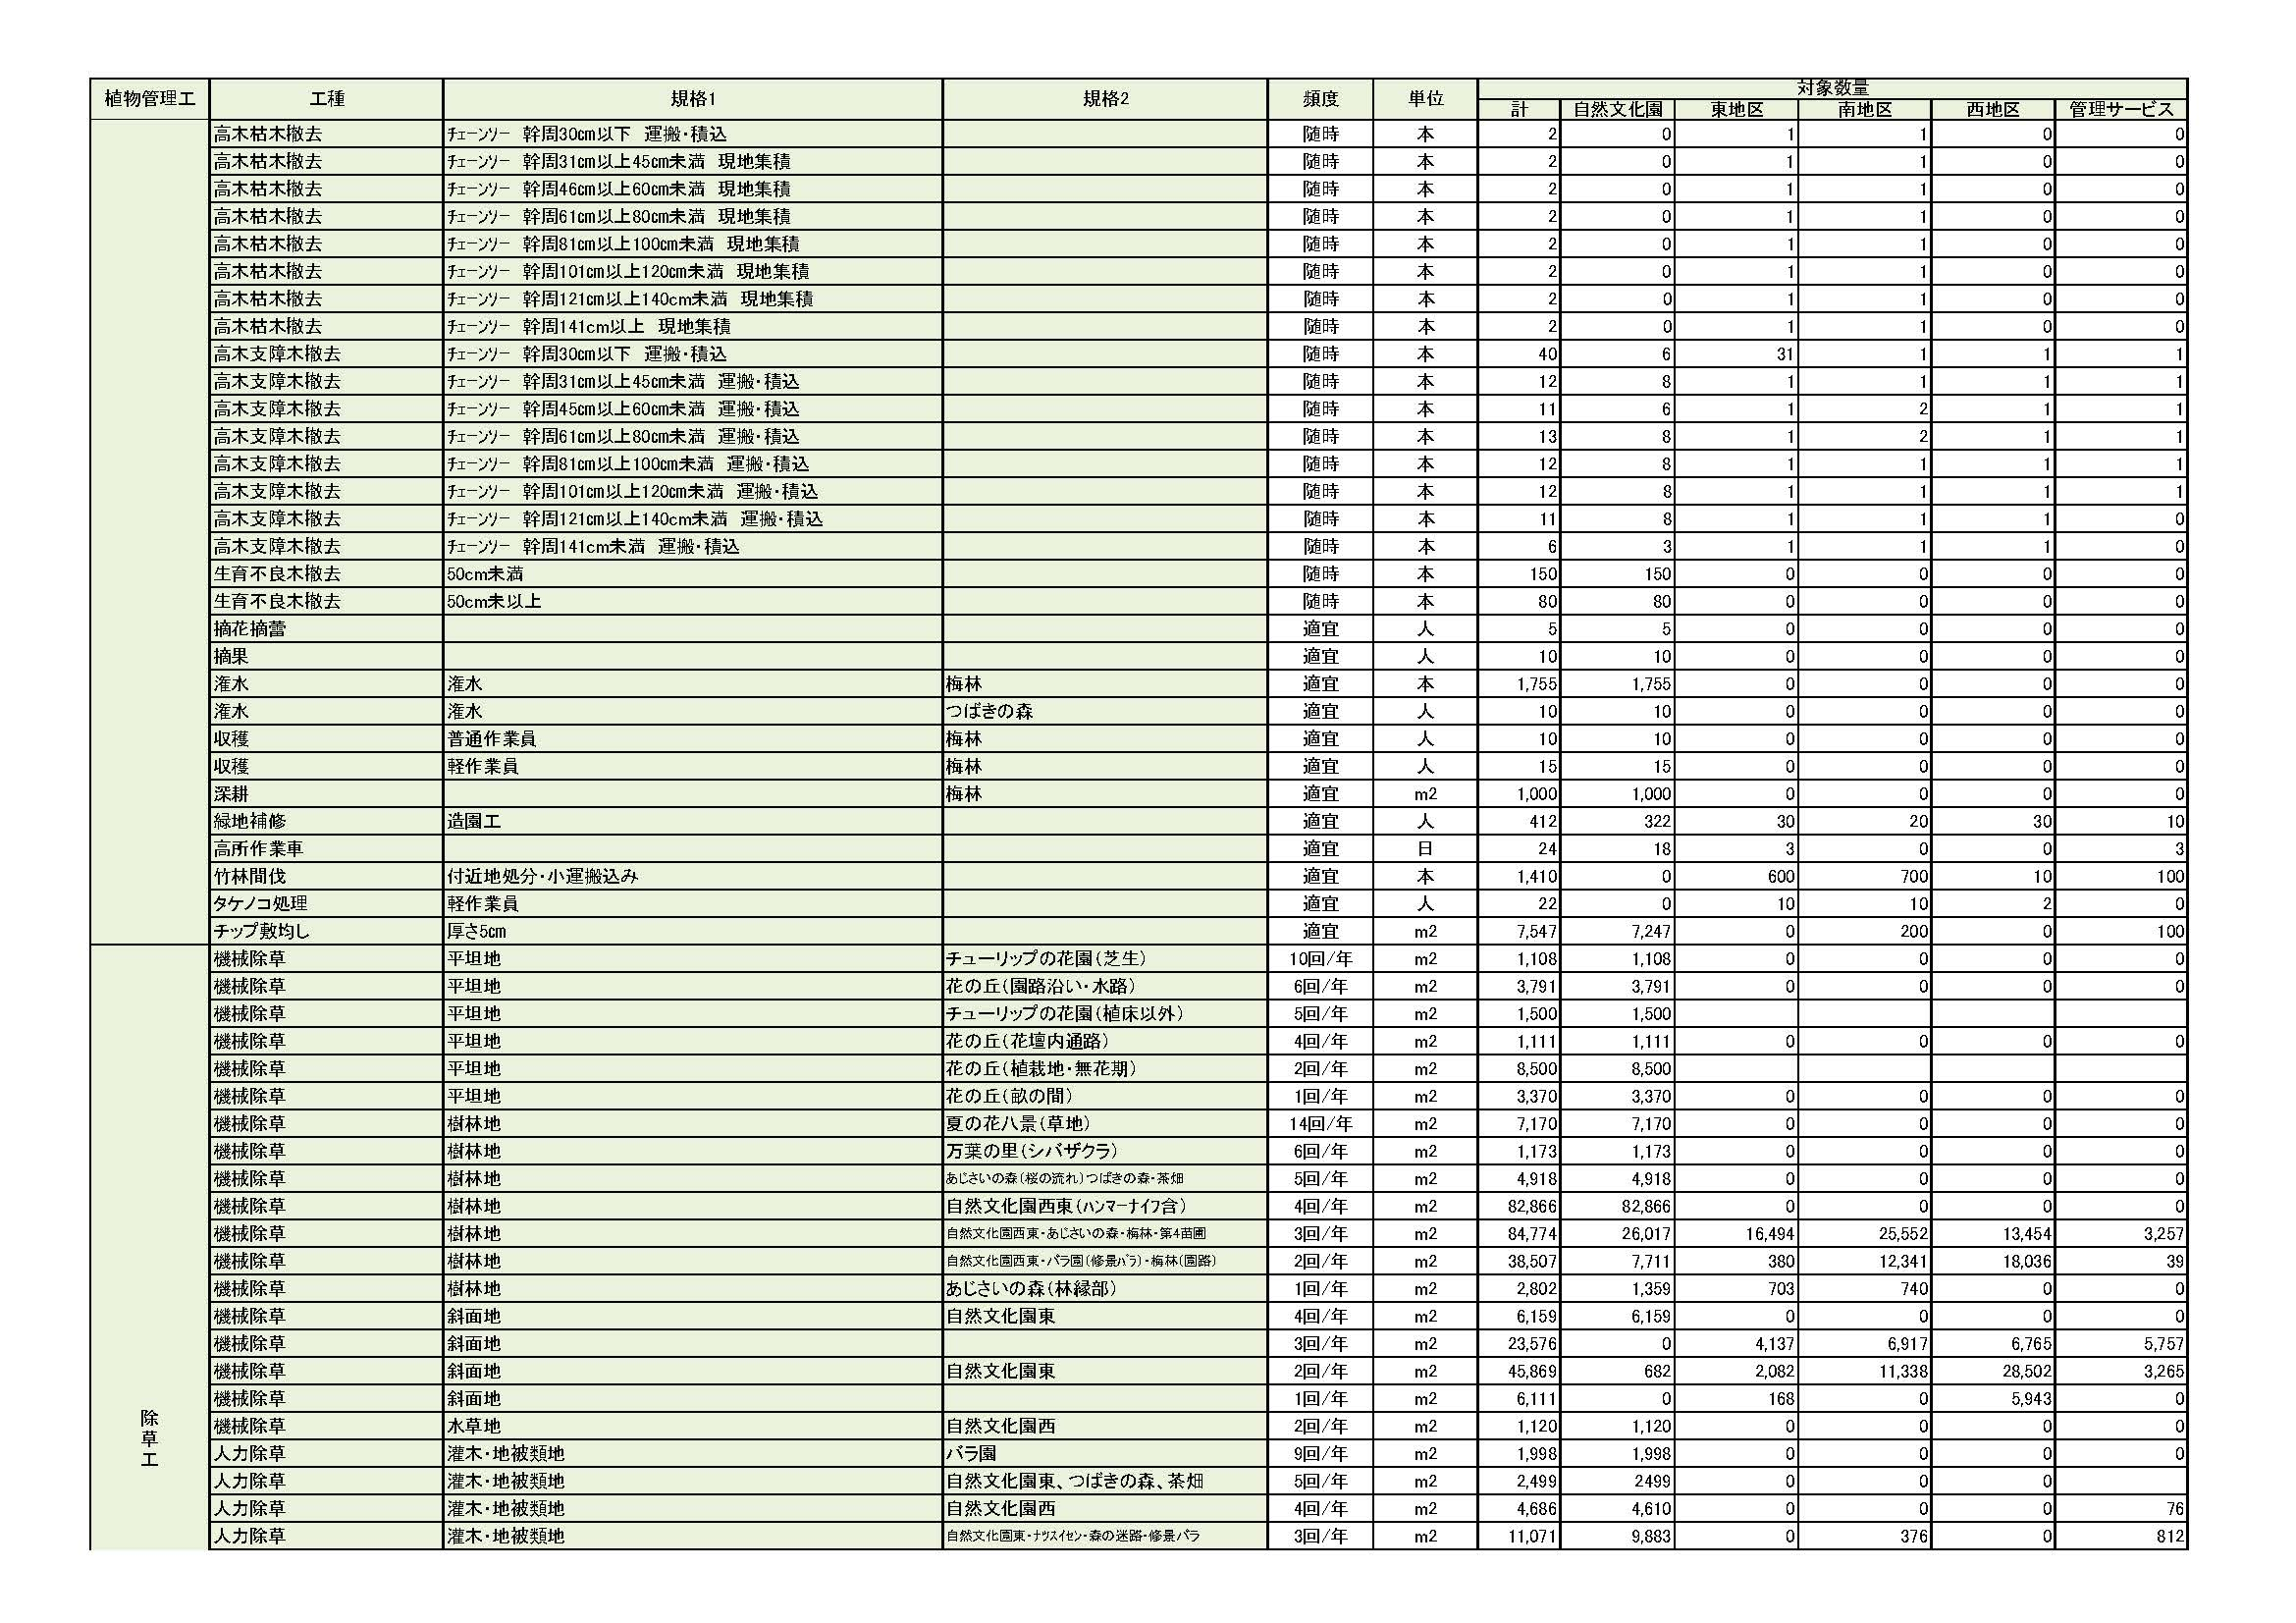 対象数量
植物管理工 工種 規格1 規格2 頻度 単位 計 自然文化園 東地区 南地区 西地区 管理サービス
高木枯木撤去 ﾁｪｰﾝｿｰ 幹周30cm以下 運搬・積込 随時 本 2 0 1 1 0 0
高木枯木撤去 ﾁｪｰﾝｿｰ 幹周31cm以上45cm未満 現地集積 随時 本 2 0 1 1 0 0
高木枯木撤去 ﾁｪｰﾝｿｰ 幹周46cm以上60cm未満 現地集積 随時 本 2 0 1 1 0 0
高木枯木撤去 ﾁｪｰﾝｿｰ 幹周61cm以上80cm未満 現地集積 随時 本 2 0 1 1 0 0
高木枯木撤去 ﾁｪｰﾝｿｰ 幹周81cm以上100cm未満 現地集積 随時 本 2 0 1 1 0 0
高木枯木撤去 ﾁｪｰﾝｿｰ 幹周101cm以上120cm未満 現地集積 随時 本 2 0 1 1 0 0
高木枯木撤去 ﾁｪｰﾝｿｰ 幹周121cm以上140cm未満 現地集積 随時 本 2 0 1 1 0 0
高木枯木撤去 ﾁｪｰﾝｿｰ 幹周141cm以上 現地集積 随時 本 2 0 1 1 0 0
高木支障木撤去 ﾁｪｰﾝｿｰ 幹周30cm以下 運搬・積込 随時 本 40 6 31 1 1 1
高木支障木撤去 ﾁｪｰﾝｿｰ 幹周31cm以上45cm未満 運搬・積込 随時 本 12 8 1 1 1 1
高木支障木撤去 ﾁｪｰﾝｿｰ 幹周45cm以上60cm未満 運搬・積込 随時 本 11 6 1 2 1 1
高木支障木撤去 ﾁｪｰﾝｿｰ 幹周61cm以上80cm未満 運搬・積込 随時 本 13 8 1 2 1 1
高木支障木撤去 ﾁｪｰﾝｿｰ 幹周81cm以上100cm未満 運搬・積込 随時 本 12 8 1 1 1 1
高木支障木撤去 ﾁｪｰﾝｿｰ 幹周101cm以上120cm未満 運搬・積込 随時 本 12 8 1 1 1 1
高木支障木撤去 ﾁｪｰﾝｿｰ 幹周121cm以上140cm未満 運搬・積込 随時 本 11 8 1 1 1 0
高木支障木撤去 ﾁｪｰﾝｿｰ 幹周141cm未満 運搬・積込 随時 本 6 3 1 1 1 0
生育不良木撤去 50cm未満 随時 本 150 150 0 0 0 0
生育不良木撤去 50cm未以上 随時 本 80 80 0 0 0 0
摘花摘蕾 適宜 人 5 5 0 0 0 0
摘果 適宜 人 10 10 0 0 0 0
潅水 潅水 梅林 適宜 本 1,755 1,755 0 0 0 0
潅水 潅水 つばきの森 適宜 人 10 10 0 0 0 0
収穫 普通作業員 梅林 適宜 人 10 10 0 0 0 0
収穫 軽作業員 梅林 適宜 人 15 15 0 0 0 0
深耕 梅林 適宜 m2 1,000 1,000 0 0 0 0
緑地補修 造園工 適宜 人 412 322 30 20 30 10
高所作業車 適宜 日 24 18 3 0 0 3
竹林間伐 付近地処分・小運搬込み 適宜 本 1,410 0 600 700 10 100
タケノコ処理 軽作業員 適宜 人 22 0 10 10 2 0
チップ敷均し 厚さ5cm 適宜 m2 7,547 7,247 0 200 0 100
機械除草 平坦地 チューリップの花園(芝生) 10回/年 m2 1,108 1,108 0 0 0 0
機械除草 平坦地 花の丘(園路沿い・水路) 6回/年 m2 3,791 3,791 0 0 0 0
機械除草 平坦地 チューリップの花園(植床以外) 5回/年 m2 1,500 1,500
機械除草 平坦地 花の丘(花壇内通路) 4回/年 m2 1,111 1,111 0 0 0 0
機械除草 平坦地 花の丘(植栽地・無花期) 2回/年 m2 8,500 8,500
機械除草 平坦地 花の丘(畝の間) 1回/年 m2 3,370 3,370 0 0 0 0
機械除草 樹林地 夏の花八景(草地) 14回/年 m2 7,170 7,170 0 0 0 0
機械除草 樹林地 万葉の里(シバザクラ) 6回/年 m2 1,173 1,173 0 0 0 0
機械除草 樹林地 あじさいの森(桜の流れ)つばきの森・茶畑 5回/年 m2 4,918 4,918 0 0 0 0
機械除草 樹林地 自然文化園西東(ﾊﾝﾏｰﾅｲﾌ含) 4回/年 m2 82,866 82,866 0 0 0 0
機械除草 樹林地 自然文化園西東・あじさいの森・梅林・第4苗圃 3回/年 m2 84,774 26,017 16,494 25,552 13,454 3,257
機械除草 樹林地 自然文化園西東・バラ園(修景ﾊﾞﾗ)・梅林(園路) 2回/年 m2 38,507 7,711 380 12,341 18,036 39
機械除草 樹林地 あじさいの森(林縁部) 1回/年 m2 2,802 1,359 703 740 0 0
機械除草 斜面地 自然文化園東 4回/年 m2 6,159 6,159 0 0 0 0
機械除草 斜面地 3回/年 m2 23,576 0 4,137 6,917 6,765 5,757
機械除草 斜面地 自然文化園東 2回/年 m2 45,869 682 2,082 11,338 28,502 3,265
機械除草 斜面地 1回/年 m2 6,111 0 168 0 5,943 0
除草工 機械除草 水草地 自然文化園西 2回/年 m2 1,120 1,120 0 0 0 0
人力除草 灌木・地被類地 バラ園 9回/年 m2 1,998 1,998 0 0 0 0
人力除草 灌木・地被類地 自然文化園東、つばきの森、茶畑 5回/年 m2 2,499 2499 0 0 0
人力除草 灌木・地被類地 自然文化園西 4回/年 m2 4,686 4,610 0 0 0 76
人力除草 灌木・地被類地 自然文化園東・ﾅﾂｽｲｾﾝ・森の迷路・修景バラ 3回/年 m2 11,071 9,883 0 376 0 812